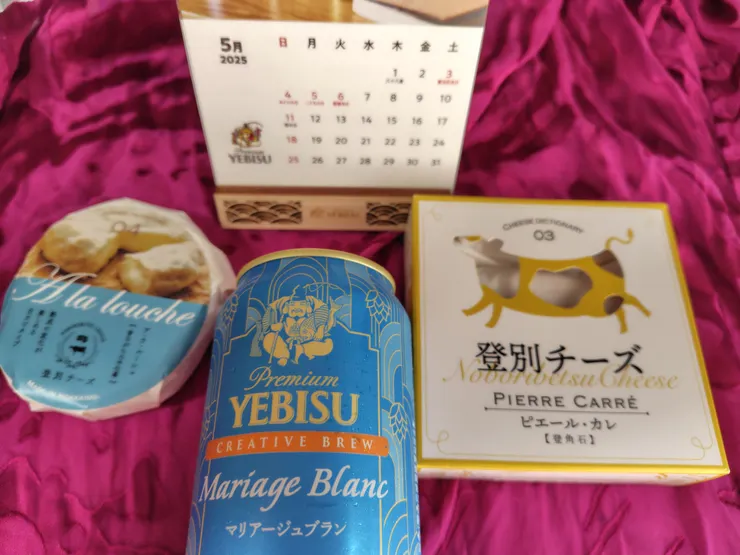 5月
2025
日 月 火 水 木 金 土
1 2 3
4 5 6 7 8 9 10
11 12 13 14 15 16 17
18 19 20 21 22 23 24
25 26 27 28 29 30 31
Premium
YEBISU
YEBISU
04
A la louche
登別チーズ
Premium
YEBISU
CREATIVE BREW
Mariage Blanc
マリアージュブラン
CHEESE DICTIONARY
03
登別チーズ
Noboribetsu Cheese
PIERRE CARRÉ
ピエール・カレ
【登角石】